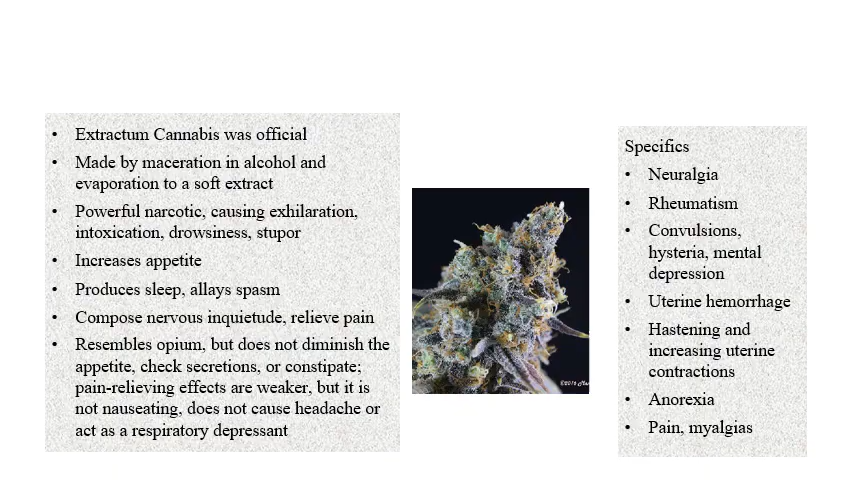 • Extractum Cannabis was official
• Made by maceration in alcohol and
evaporation to a soft extract
• Powerful narcotic, causing exhilaration,
intoxication, drowsiness, stupor
• Increases appetite
• Produces sleep, allays spasm
• Compose nervous inquietude, relieve pain
• Resembles opium, but does not diminish the
appetite, check secretions, or constipate;
pain-relieving effects are weaker, but it is
not nauseating, does not cause headache or
act as a respiratory depressant
Specifics
• Neuralgia
• Rheumatism
• Convulsions,
hysteria, mental
depression
• Uterine hemorrhage
• Hastening and
increasing uterine
contractions
• Anorexia
• Pain, myalgias